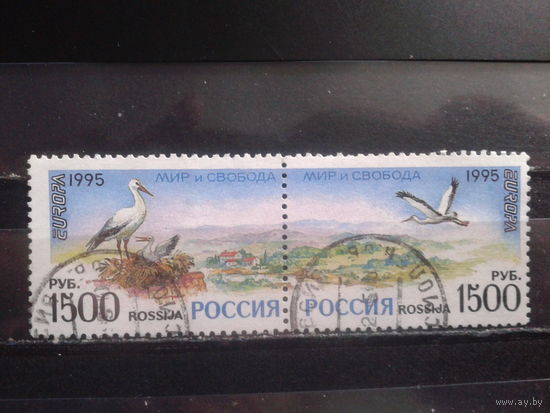 EUROPA 1995
МИР и СВОБОДА
РУБ.
1500
ROSSIJA
РОССИЯ
МИР и СВОБОДА
1995 EUROPA
РОССИЯ
ROSSIJA
РУБ.
1500
© www.ay.by